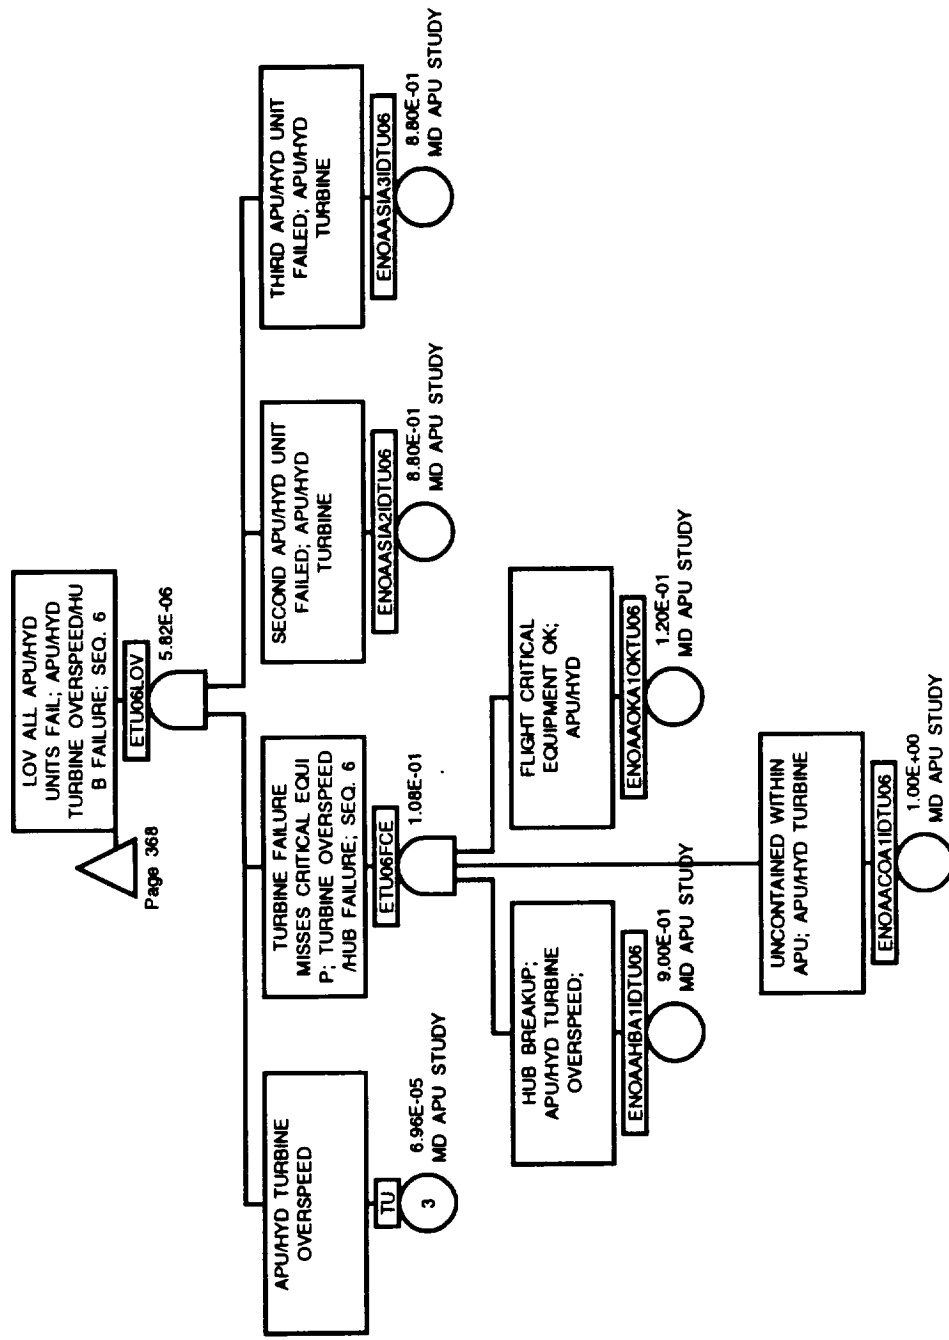 LOV ALL APU/HYD
UNITS FAIL; APU/HYD
TURBINE OVERSPEED/HU
B FAILURE; SEQ. 6
Page 368
ETU06LOV
5.82E-06
APU/HYD TURBINE
OVERSPEED
TU
3
6.96E-05
MD APU STUDY
TURBINE FAILURE
MISSES CRITICAL EQUI
P; TURBINE OVERSPEED
/HUB FAILURE; SEQ. 6
ETU06FCE
1.08E-01
SECOND APU/HYD UNIT
FAILED; APU/HYD
TURBINE
ENOAASIA2IDTU06
8.80E-01
MD APU STUDY
THIRD APU/HYD UNIT
FAILED; APU/HYD
TURBINE
ENOAASIA3IDTU06
8.80E-01
MD APU STUDY
HUB BREAKUP;
APU/HYD TURBINE
OVERSPEED;
ENOAAHBA1IDTU06
9.00E-01
MD APU STUDY
FLIGHT CRITICAL
EQUIPMENT OK;
APU/HYD
ENOAAOKA1OKTU06
1.20E-01
MD APU STUDY
UNCONTAINED WITHIN
APU; APU/HYD TURBINE
ENOAACOA1IDTU06
1.00E+00
MD APU STUDY